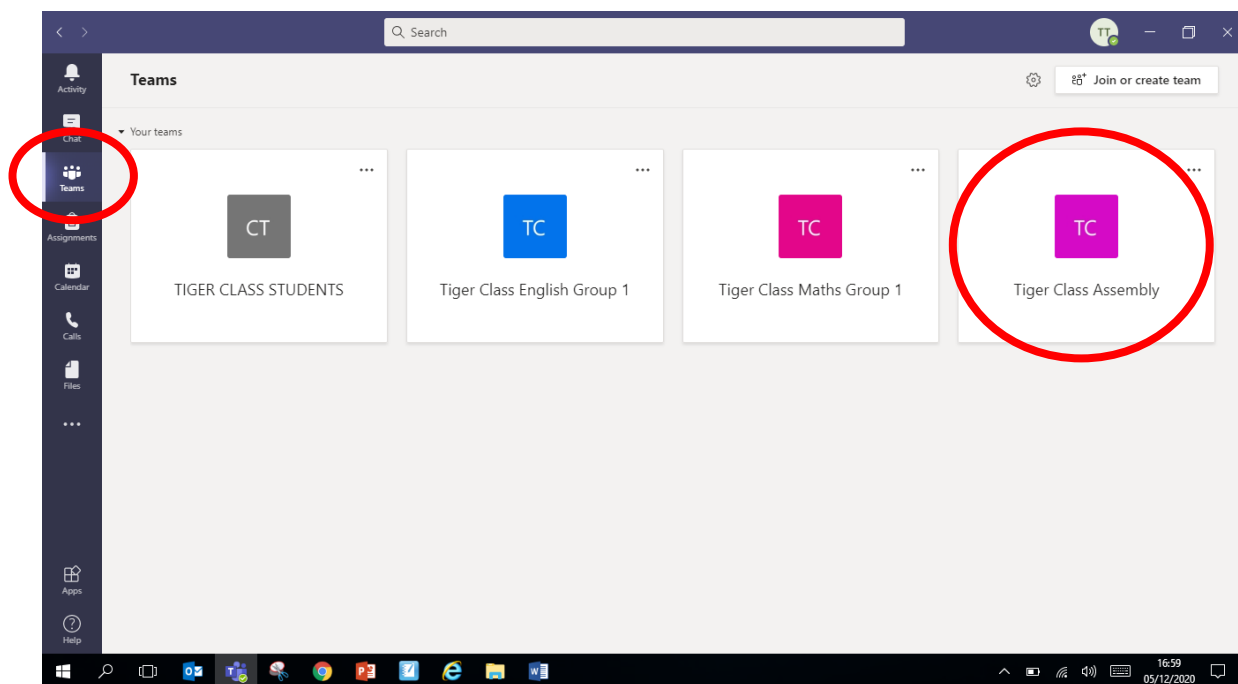 Search
TT
Activity
Teams
Join or create team
Chat
Your teams
Teams
CT
TIGER CLASS STUDENTS
TC
Tiger Class English Group 1
TC
Tiger Class Maths Group 1
TC
Tiger Class Assembly
Assignments
Calendar
Calls
Files
Apps
Help
16:59
05/12/2020